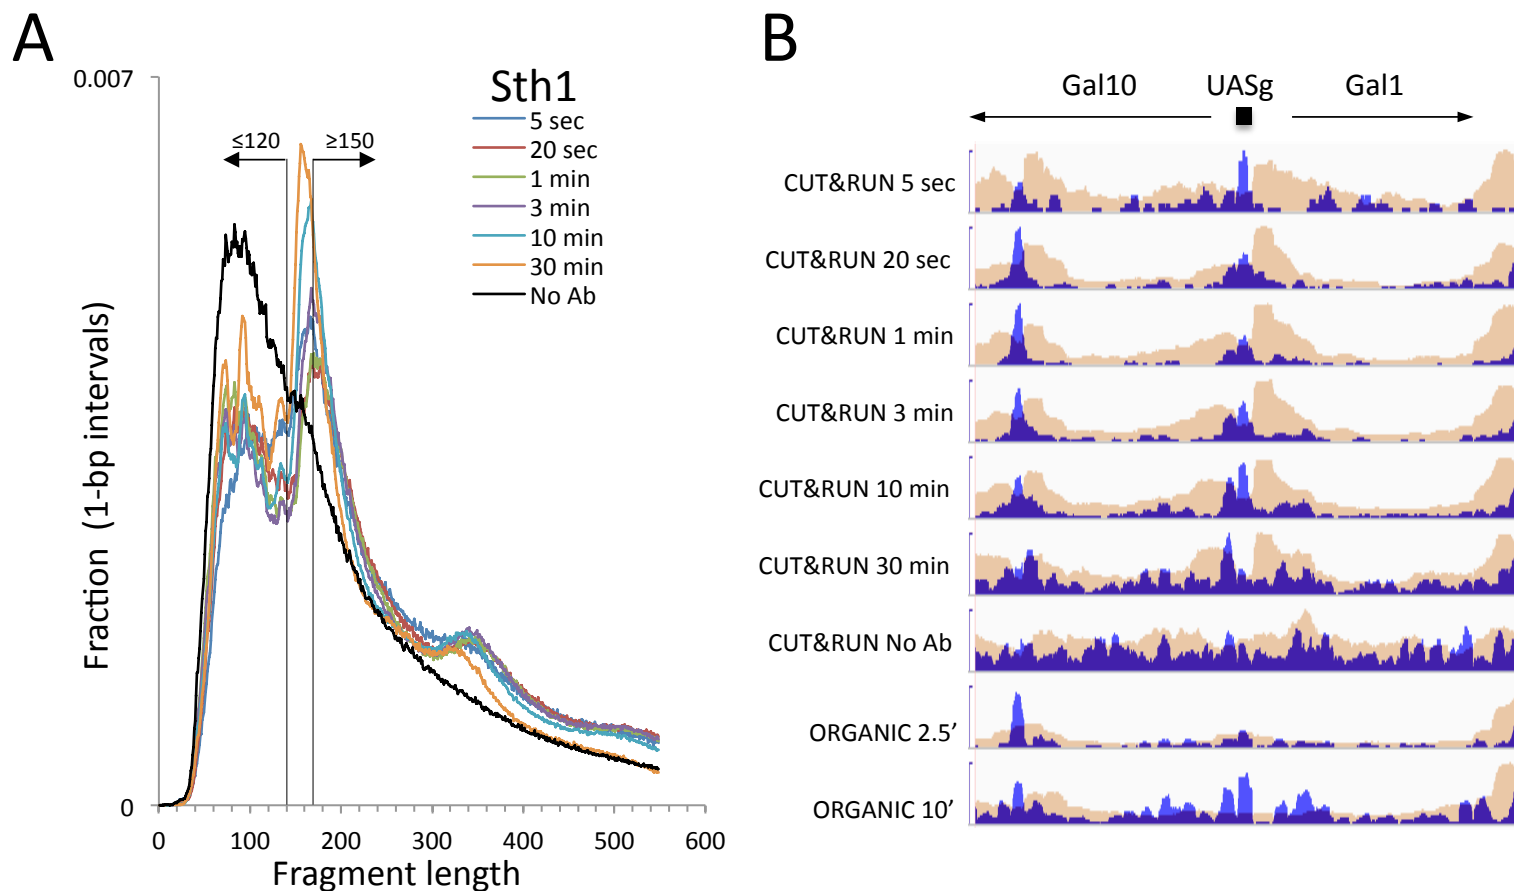 A
0.007
Sth1
5 sec
20 sec
1 min
3 min
10 min
30 min
No Ab
≤120
≥150
Fraction (1-bp intervals)
0
0
100
200
300
400
500
600
Fragment length
B
Gal10
UASg
Gal1
CUT&RUN 5 sec
CUT&RUN 20 sec
CUT&RUN 1 min
CUT&RUN 3 min
CUT&RUN 10 min
CUT&RUN 30 min
CUT&RUN No Ab
ORGANIC 2.5’
ORGANIC 10’